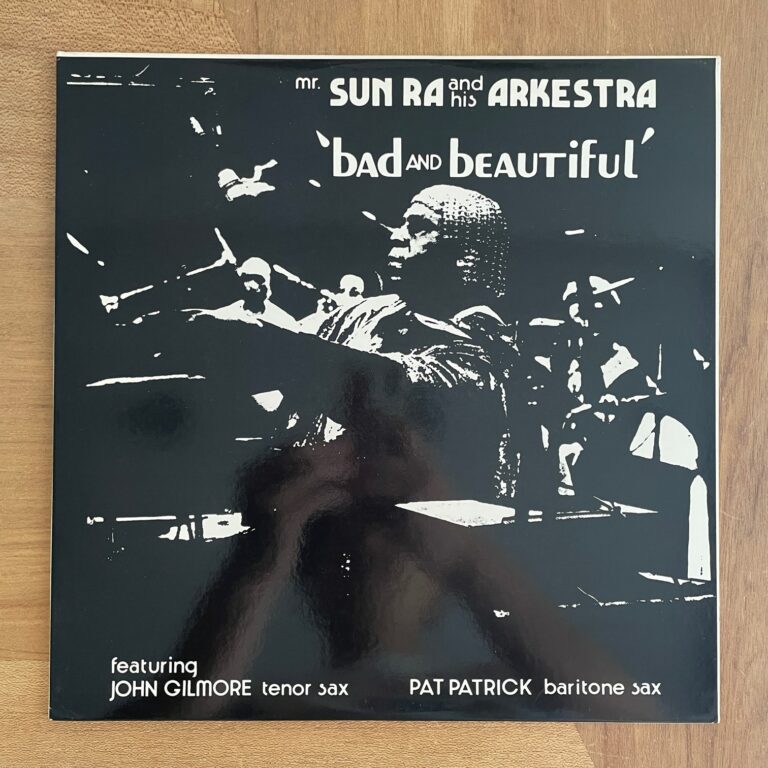 mr. SUN RA and his ARKESTRA
'bad AND bEAUTiful'
featuring
JOHN GILMORE tenor sax PAT PATRICK baritone sax